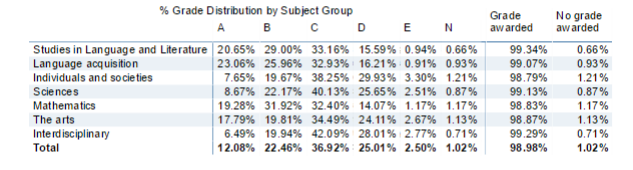 % Grade Distribution by Subject Group
A B C D E N Grade awarded No grade awarded
Studies in Language and Literature 20.65% 29.00% 33.16% 15.59% 0.94% 0.66% 99.34% 0.66%
Language acquisition 23.06% 25.96% 32.93% 16.21% 0.91% 0.93% 99.07% 0.93%
Individuals and societies 7.65% 19.67% 38.25% 29.93% 3.30% 1.21% 98.79% 1.21%
Sciences 8.67% 22.17% 40.13% 25.65% 2.51% 0.87% 99.13% 0.87%
Mathematics 19.28% 31.92% 32.40% 14.07% 1.17% 1.17% 98.83% 1.17%
The arts 17.79% 19.81% 34.49% 24.11% 2.67% 1.13% 98.87% 1.13%
Interdisciplinary 6.49% 19.94% 42.09% 28.01% 2.77% 0.71% 99.29% 0.71%
Total 12.08% 22.46% 36.92% 25.01% 2.50% 1.02% 98.98% 1.02%